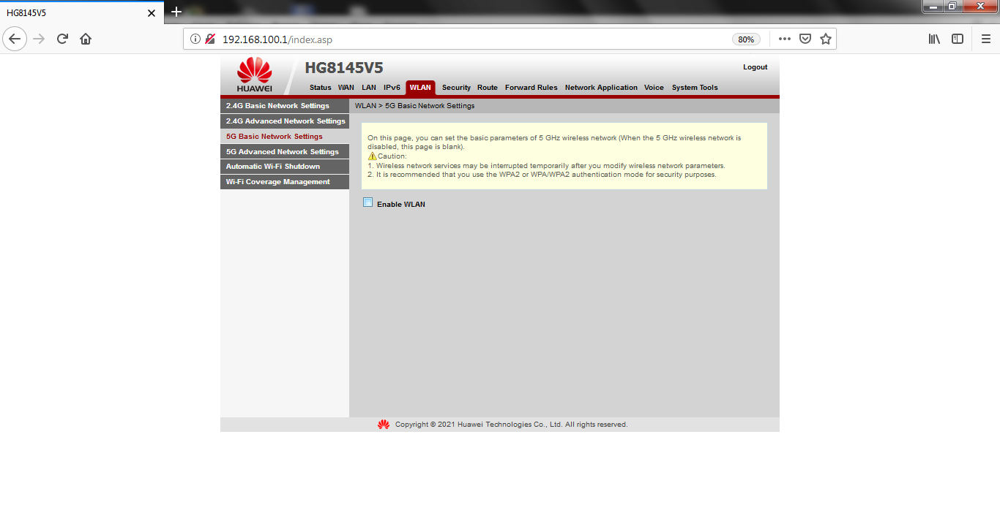 HG8145V5
192.168.100.1/index.asp
80%
HUAWEI
HG8145V5
Logout
Status WAN LAN IPv6 WLAN Security Route Forward Rules Network Application Voice System Tools
2.4G Basic Network Settings
2.4G Advanced Network Settings
5G Basic Network Settings
5G Advanced Network Settings
Automatic Wi-Fi Shutdown
Wi-Fi Coverage Management
WLAN > 5G Basic Network Settings
On this page, you can set the basic parameters of 5 GHz wireless network (When the 5 GHz wireless network is
disabled, this page is blank).
Caution:
1. Wireless network services may be interrupted temporarily after you modify wireless network parameters.
2. It is recommended that you use the WPA2 or WPA/WPA2 authentication mode for security purposes.
Enable WLAN
Copyright © 2021 Huawei Technologies Co., Ltd. All rights reserved.